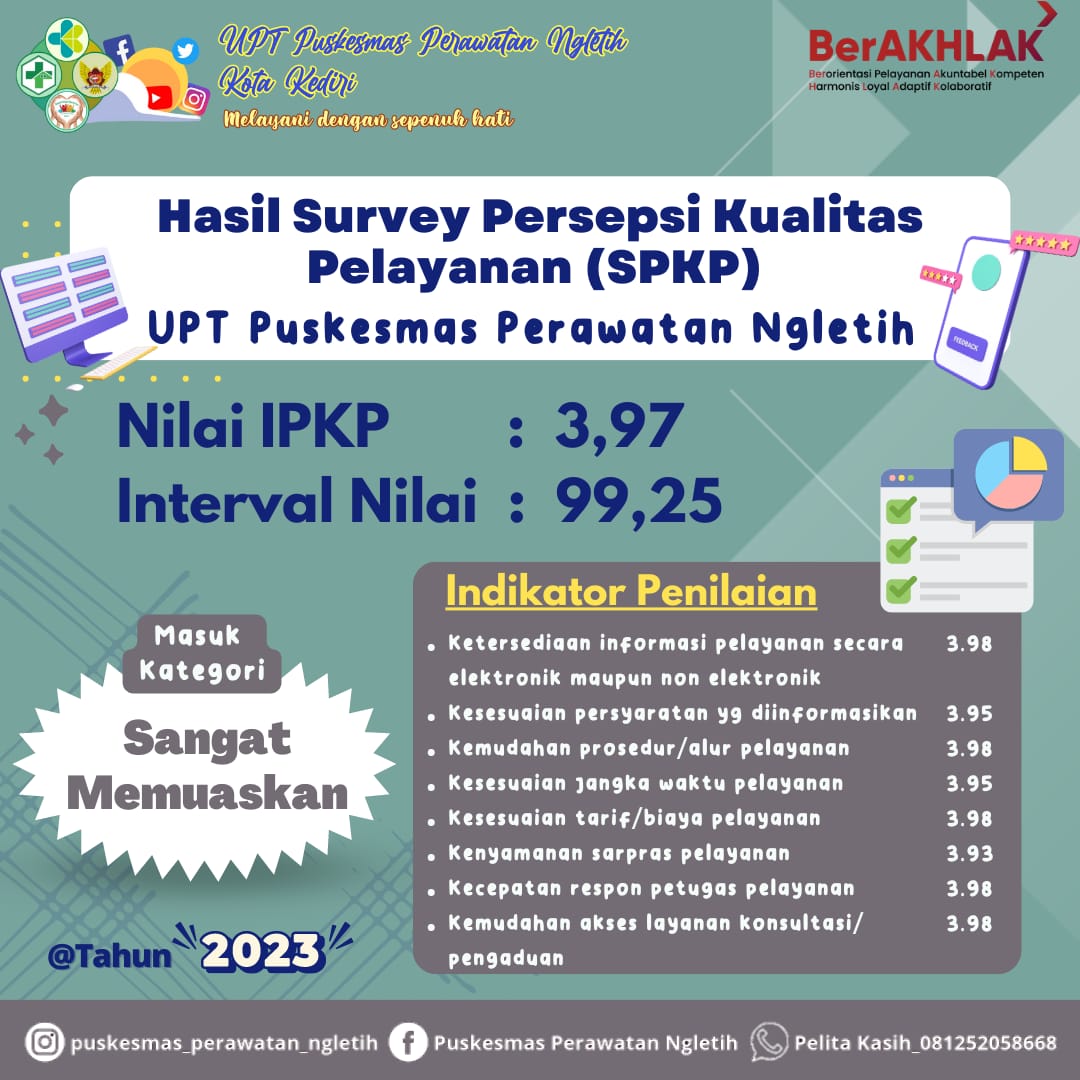 UPT Puskesmas Perawatan Ngletih
Kota Kediri
Melayani dengan sepenuh hati
BerAKHLAK
Berorientasi Pelayanan Akuntabel Kompeten
Harmonis Loyal Adaptif Kolaboratif
Hasil Survey Persepsi Kualitas
Pelayanan (SPKP)
UPT Puskesmas Perawatan Ngletih
FEEDBACK
Nilai IPKP : 3,97
Interval Nilai : 99,25
Masuk
Kategori
Sangat
Memuaskan
@Tahun 2023
Indikator Penilaian
• Ketersediaan informasi pelayanan secara 3.98
elektronik maupun non elektronik
• Kesesuaian persyaratan yg diinformasikan 3.95
• Kemudahan prosedur/alur pelayanan 3.98
• Kesesuaian jangka waktu pelayanan 3.95
• Kesesuaian tarif/biaya pelayanan 3.98
• Kenyamanan sarpras pelayanan 3.93
• Kecepatan respon petugas pelayanan 3.98
• Kemudahan akses layanan konsultasi/ 3.98
pengaduan
puskesmas_perawatan_ngletih
Puskesmas Perawatan Ngletih
Pelita Kasih_081252058668